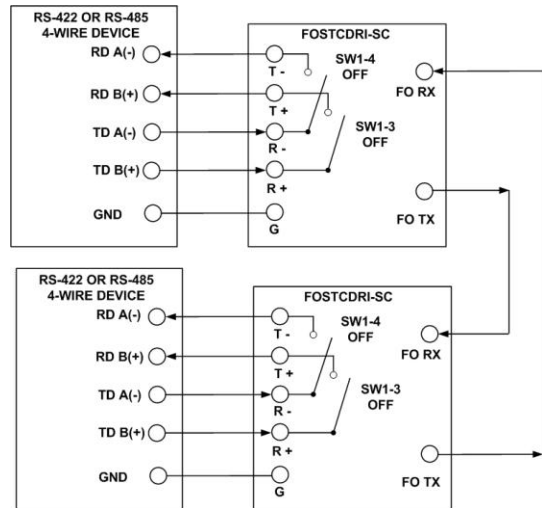 RS-422 OR RS-485
4-WIRE DEVICE
RD A(-)
RD B(+)
TD A(-)
TD B(+)
GND
FOSTCDRI-SC
T -
T +
R -
R +
G
SW1-4
OFF
SW1-3
OFF
FO RX
FO TX
RS-422 OR RS-485
4-WIRE DEVICE
RD A(-)
RD B(+)
TD A(-)
TD B(+)
GND
FOSTCDRI-SC
T -
T +
R -
R +
G
SW1-4
OFF
SW1-3
OFF
FO RX
FO TX